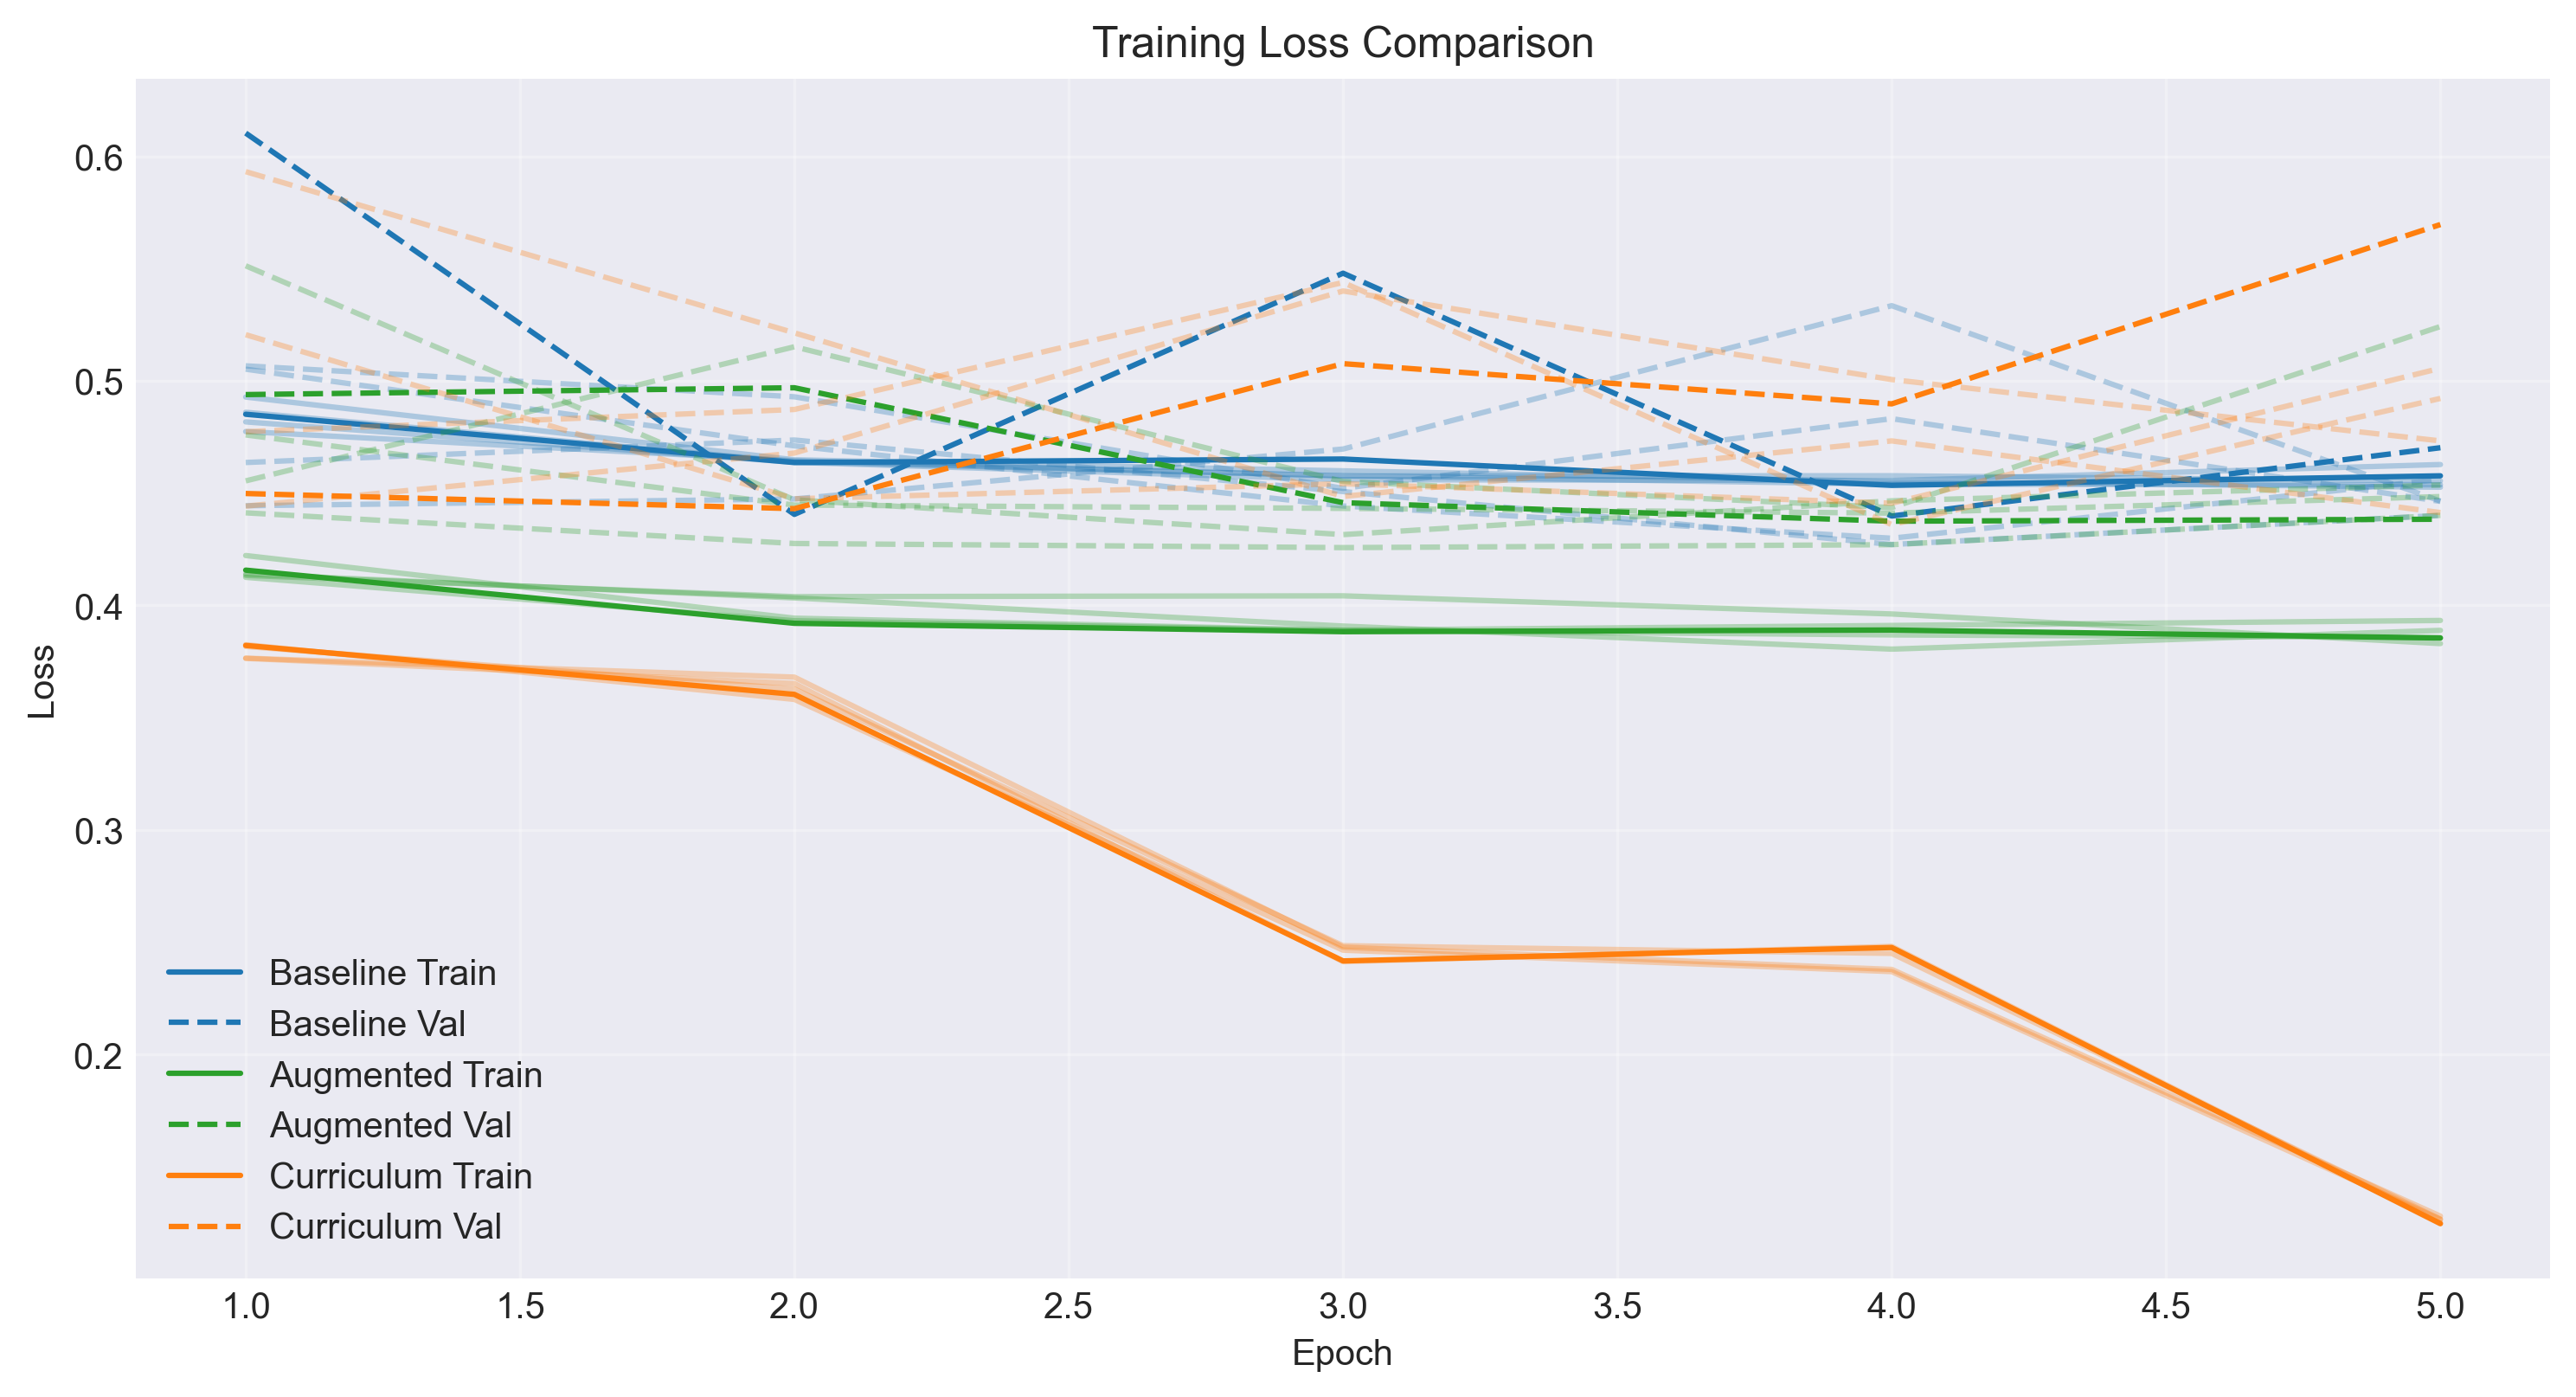 Training Loss Comparison
0.6
0.5
0.4
0.3
0.2
Loss
Baseline Train
Baseline Val
Augmented Train
Augmented Val
Curriculum Train
Curriculum Val
1.0 1.5 2.0 2.5 3.0 3.5 4.0 4.5 5.0
Epoch